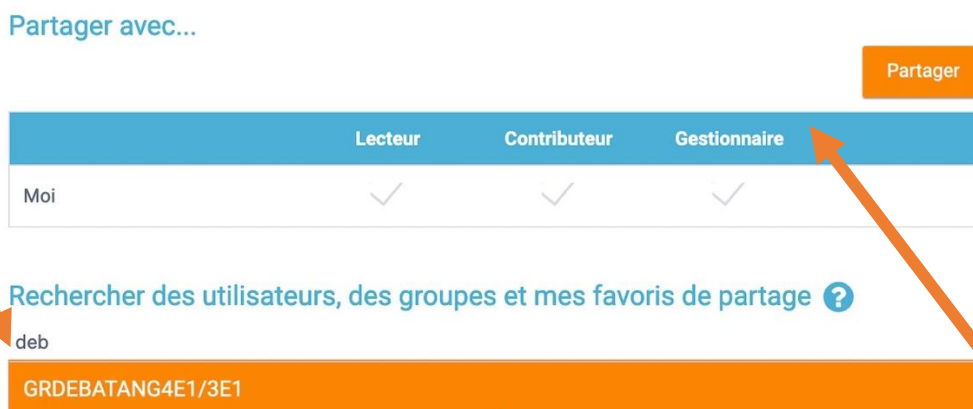 Partager avec...
Partager
Lecteur Contributeur Gestionnaire
Moi
Rechercher des utilisateurs, des groupes et mes favoris de partage ?
deb
GRDEBATANG4E1/3E1